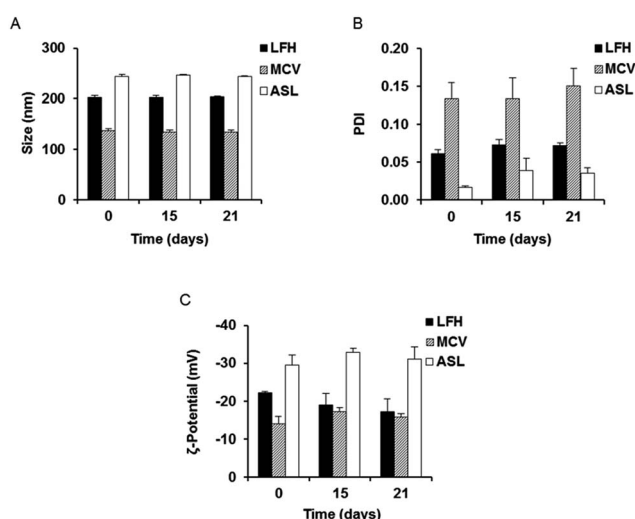 A
300
200
100
0
Size (nm)
0 15 21
Time (days)
LFH
MCV
ASL
B
0.20
0.15
0.10
0.05
0.00
PDI
0 15 21
Time (days)
LFH
MCV
ASL
C
-40
-30
-20
-10
0
ζ-Potential (mV)
0 15 21
Time (days)
LFH
MCV
ASL